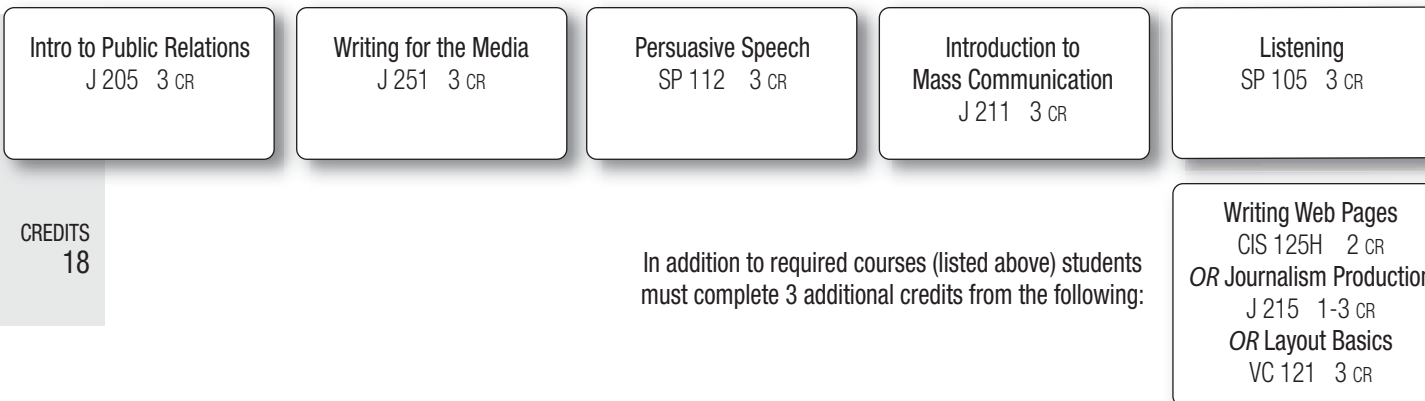 Intro to Public Relations
J 205 3 CR
Writing for the Media
J 251 3 CR
Persuasive Speech
SP 112 3 CR
Introduction to
Mass Communication
J 211 3 CR
Listening
SP 105 3 CR
CREDITS
18
In addition to required courses (listed above) students
must complete 3 additional credits from the following:
Writing Web Pages
CIS 125H 2 CR
OR Journalism Production
J 215 1-3 CR
OR Layout Basics
VC 121 3 CR